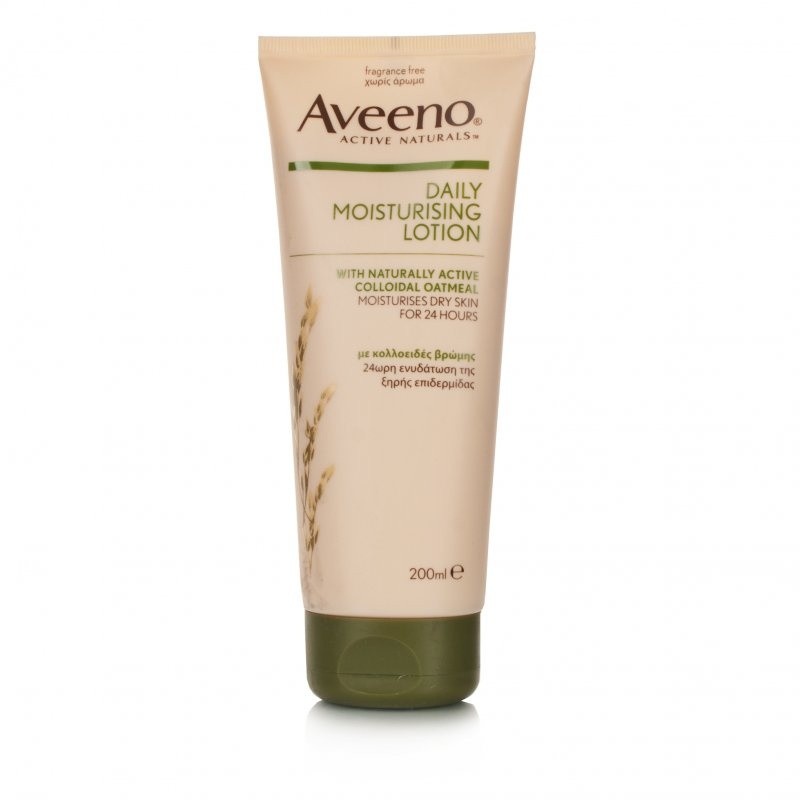 fragrance free
χωρίς άρωμα
Aveeno®
ACTIVE NATURALS™
DAILY
MOISTURISING
LOTION
WITH NATURALLY ACTIVE
COLLOIDAL OATMEAL
MOISTURISES DRY SKIN
FOR 24 HOURS
με κολλοειδές βρώμης
24ωρη ενυδάτωση της
ξηρής επιδερμίδας
200ml ℮